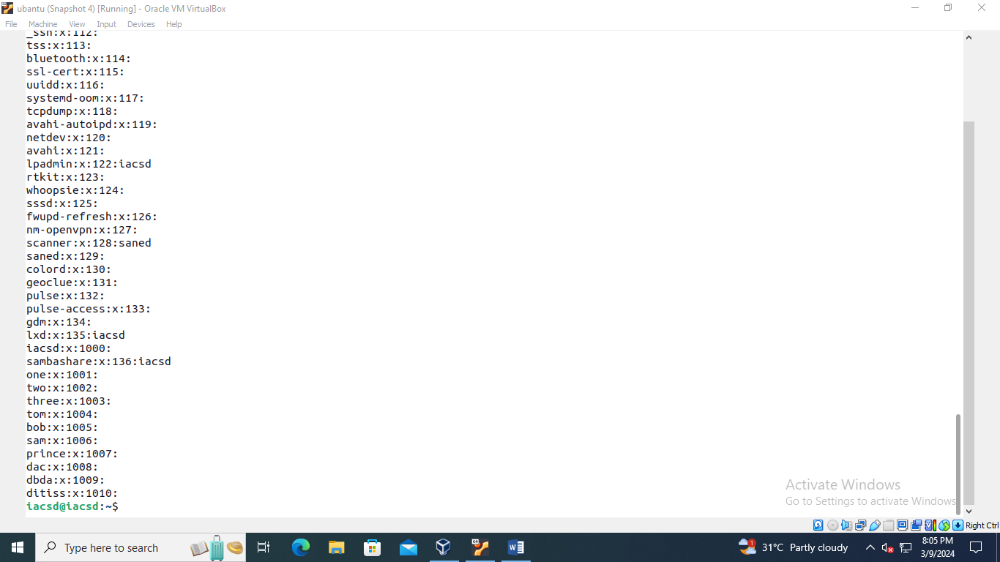 ubantu (Snapshot 4) [Running] - Oracle VM VirtualBox
File Machine View Input Devices Help
_ssh:x:112:
tss:x:113:
bluetooth:x:114:
ssl-cert:x:115:
uuidd:x:116:
systemd-oom:x:117:
tcpdump:x:118:
avahi-autoipd:x:119:
netdev:x:120:
avahi:x:121:
lpadmin:x:122:iacsd
rtkit:x:123:
whoopsie:x:124:
sssd:x:125:
fwupd-refresh:x:126:
nm-openvpn:x:127:
scanner:x:128:saned
saned:x:129:
colord:x:130:
geoclue:x:131:
pulse:x:132:
pulse-access:x:133:
gdm:x:134:
lxd:x:135:iacsd
iacsd:x:1000:
sambashare:x:136:iacsd
one:x:1001:
two:x:1002:
three:x:1003:
tom:x:1004:
bob:x:1005:
sam:x:1006:
prince:x:1007:
dac:x:1008:
dbda:x:1009:
ditiss:x:1010:
iacsd@iacsd:~$
Activate Windows
Go to Settings to activate Windows
Right Ctrl
Type here to search
1
31°C Partly cloudy
8:05 PM
3/9/2024